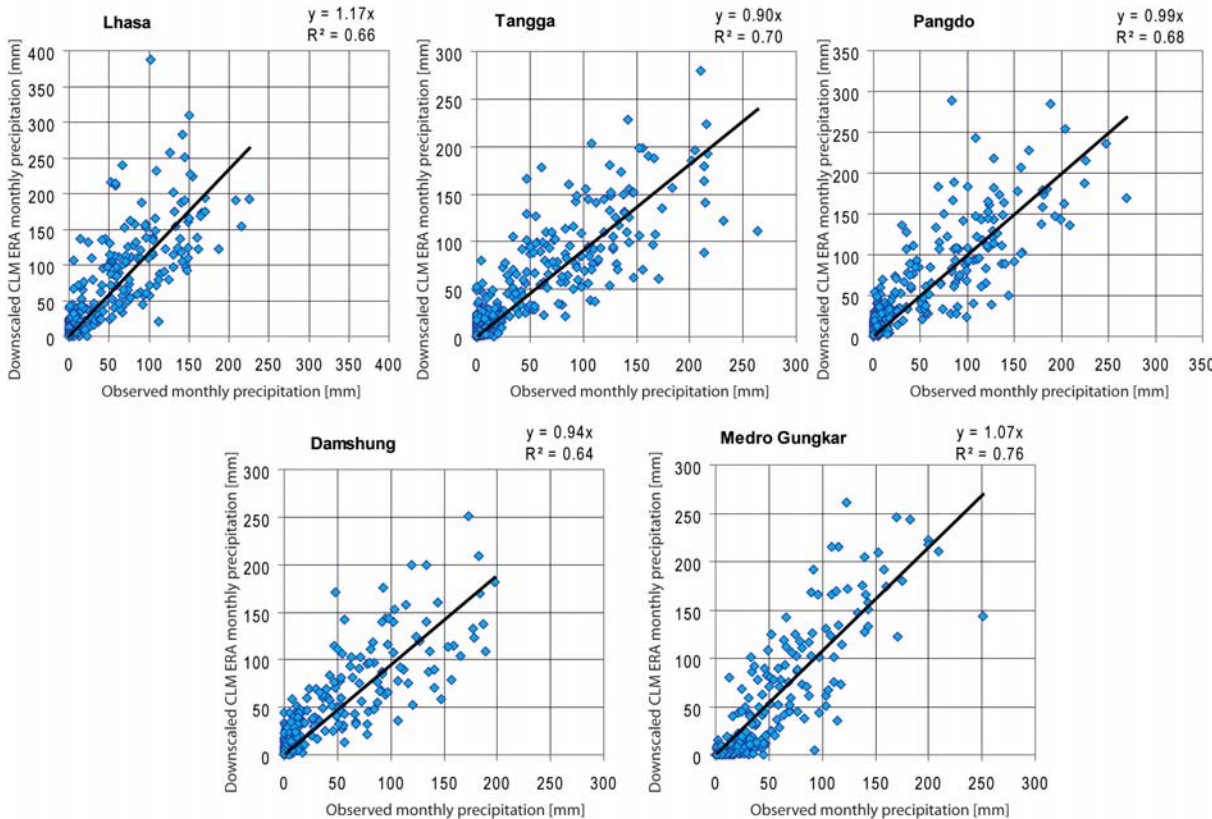 Lhasa
y = 1.17x
R² = 0.66
Downscaled CLM ERA monthly precipitation [mm]
400
350
300
250
200
150
100
50
0
0 50 100 150 200 250 300 350 400
Observed monthly precipitation [mm]
Tangga
y = 0.90x
R² = 0.70
Downscaled CLM ERA monthly precipitation [mm]
300
250
200
150
100
50
0
0 50 100 150 200 250 300
Observed monthly precipitation [mm]
Pangdo
y = 0.99x
R² = 0.68
Downscaled CLM ERA monthly precipitation [mm]
350
300
250
200
150
100
50
0
0 50 100 150 200 250 300 350
Observed monthly precipitation [mm]
Damshung
y = 0.94x
R² = 0.64
Downscaled CLM ERA monthly precipitation [mm]
300
250
200
150
100
50
0
0 50 100 150 200 250 300
Observed monthly precipitation [mm]
Medro Gungkar
y = 1.07x
R² = 0.76
Downscaled CLM ERA monthly precipitation [mm]
300
250
200
150
100
50
0
0 50 100 150 200 250 300
Observed monthly precipitation [mm]